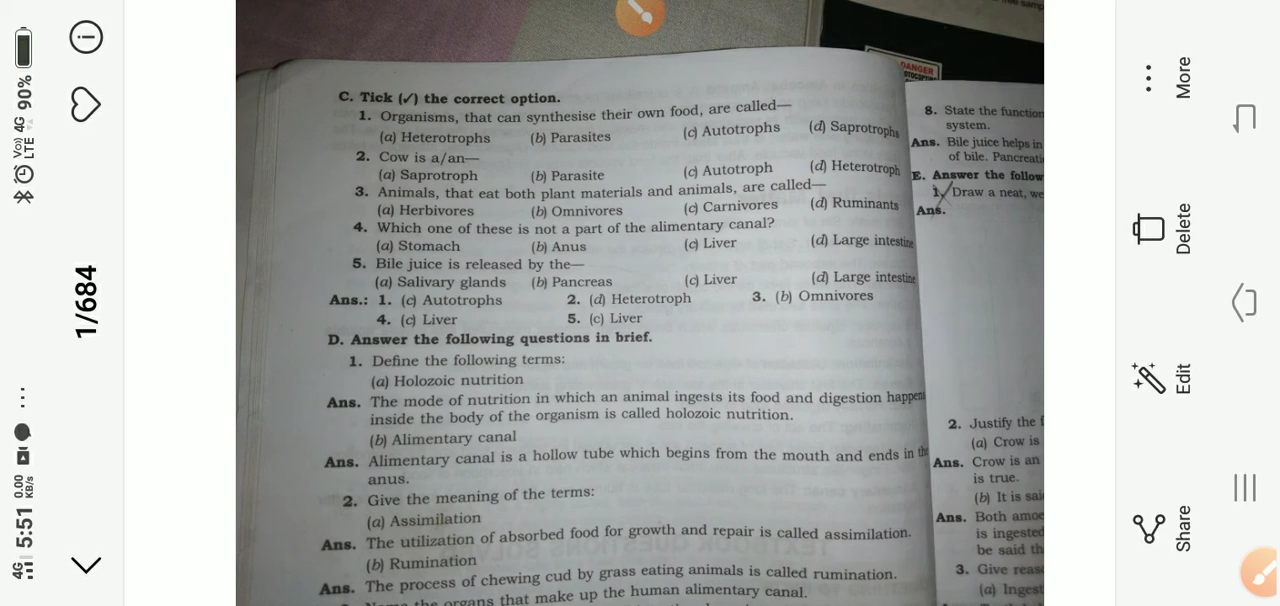 C. Tick (✓) the correct option.
1. Organisms, that can synthesise their own food, are called—
(a) Heterotrophs (b) Parasites (c) Autotrophs (d) Saprotrophs
2. Cow is a/an—
(a) Saprotroph (b) Parasite (c) Autotroph (d) Heterotroph
3. Animals, that eat both plant materials and animals, are called—
(a) Herbivores (b) Omnivores (c) Carnivores (d) Ruminants
4. Which one of these is not a part of the alimentary canal?
(a) Stomach (b) Anus (c) Liver (d) Large intestine
5. Bile juice is released by the—
(a) Salivary glands (b) Pancreas (c) Liver (d) Large intestine
Ans.: 1. (c) Autotrophs 2. (d) Heterotroph 3. (b) Omnivores
4. (c) Liver 5. (c) Liver
D. Answer the following questions in brief.
1. Define the following terms:
(a) Holozoic nutrition
Ans. The mode of nutrition in which an animal ingests its food and digestion happen
inside the body of the organism is called holozoic nutrition.
(b) Alimentary canal
Ans. Alimentary canal is a hollow tube which begins from the mouth and ends in the
anus.
2. Give the meaning of the terms:
(a) Assimilation
Ans. The utilization of absorbed food for growth and repair is called assimilation.
(b) Rumination
Ans. The process of chewing cud by grass eating animals is called rumination.
the organs that make up the human alimentary canal.
DANGER
8. State the function
system.
Ans. Bile juice helps in
of bile. Pancreati
E. Answer the follow
1. Draw a neat, we
Ans.
2. Justify the f
(a) Crow is
Ans. Crow is an
is true.
(b) It is sai
Ans. Both amoe
is ingested
be said th
3. Give reas
(a) Ingest
4G 5:51 0.00 KB/s
VoLTE 4G 90%
1/684
More
Delete
Edit
Share